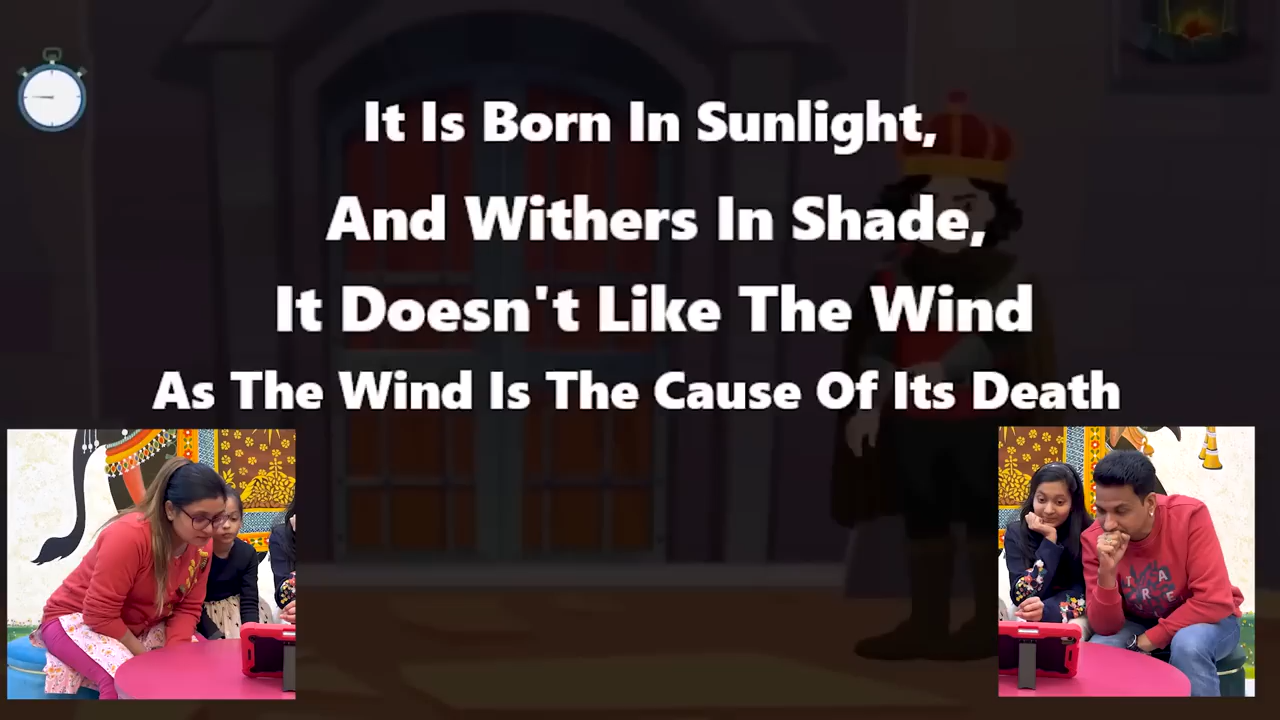 It Is Born In Sunlight,
And Withers In Shade,
It Doesn't Like The Wind
As The Wind Is The Cause Of Its Death